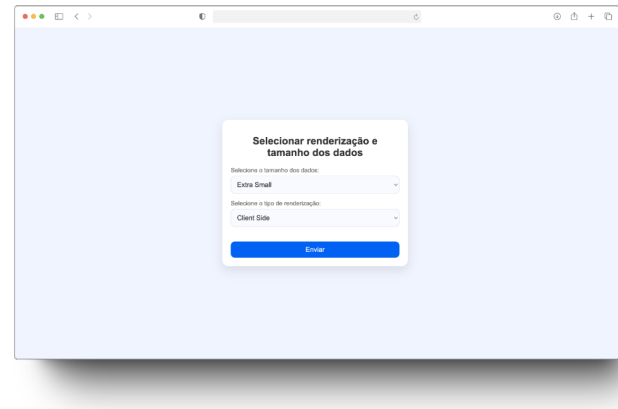 Selecionar renderização e
tamanho dos dados
Selecione o tamanho dos dados:
Extra Small
Selecione o tipo de renderização:
Client Side
Enviar